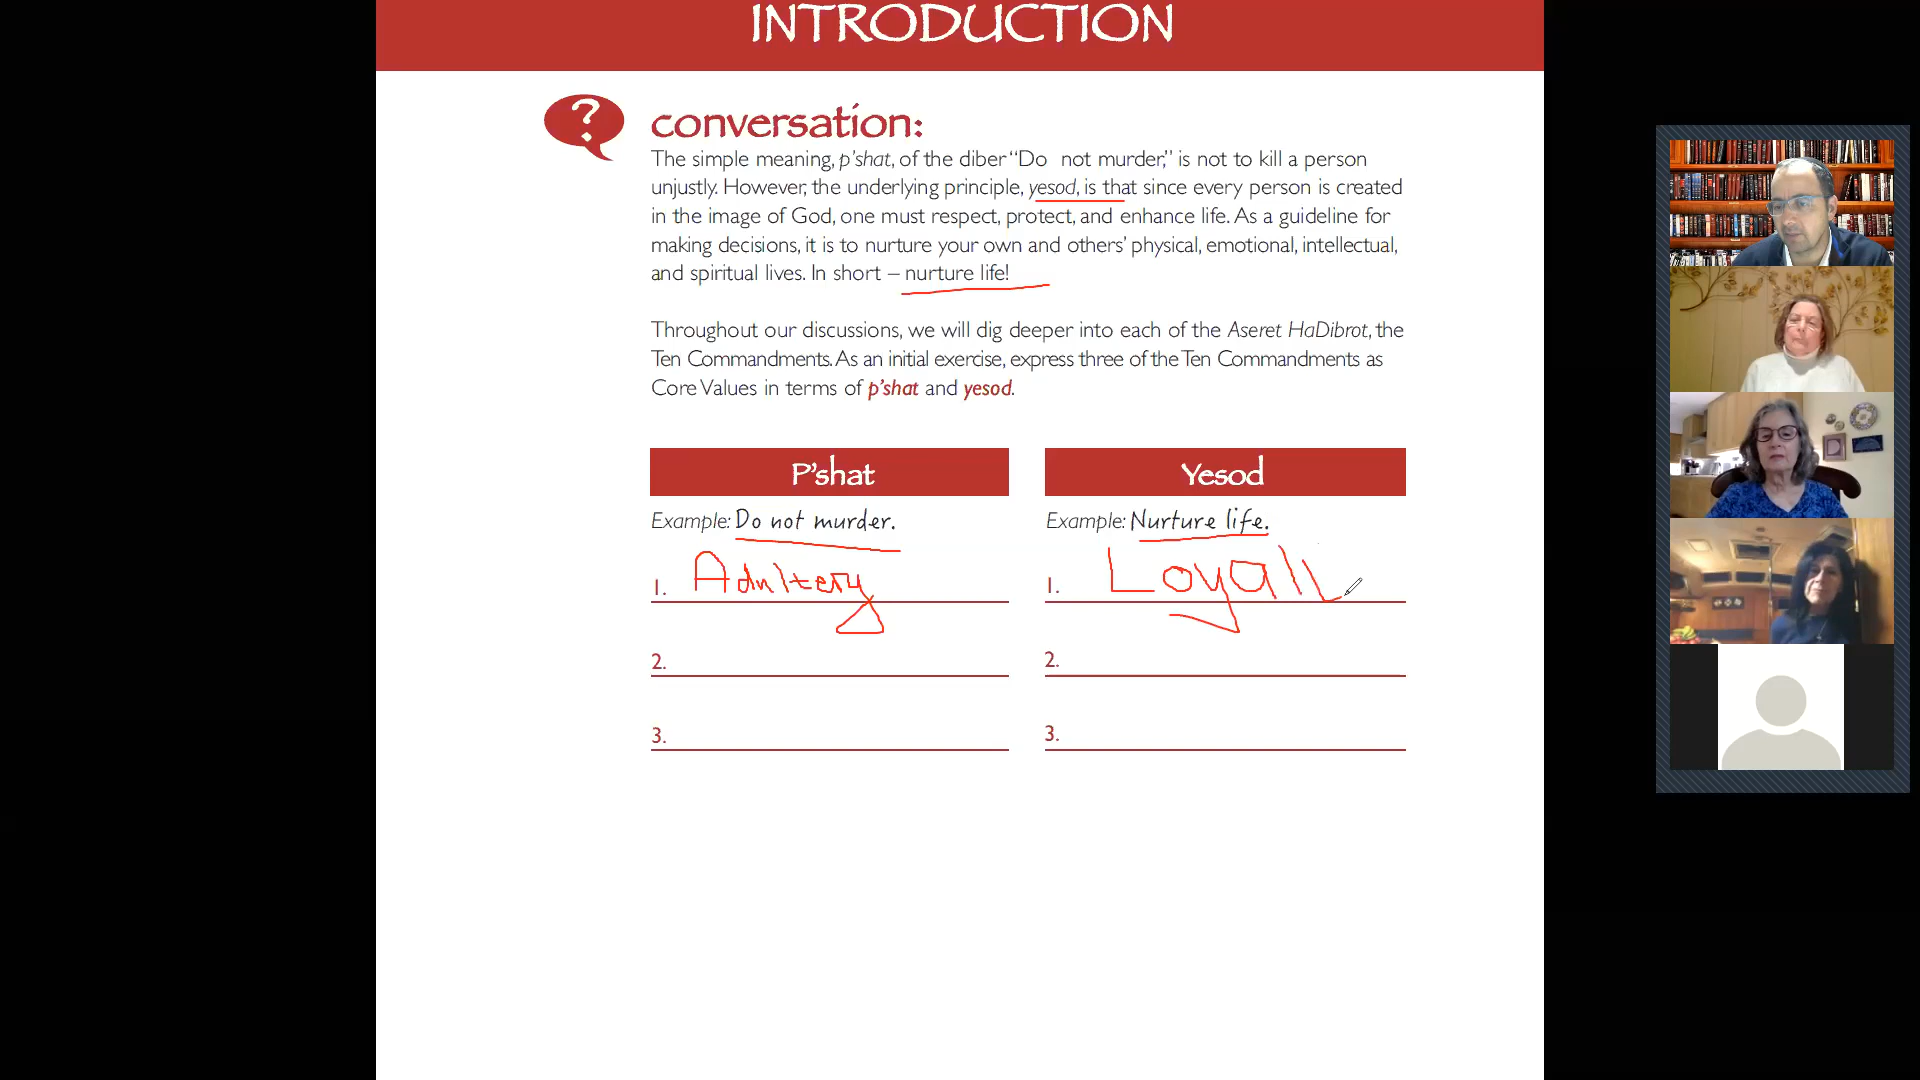 INTRODUCTION
?
conversation:
The simple meaning, p'shat, of the diber “Do not murder,” is not to kill a person
unjustly. However, the underlying principle, yesod, is that since every person is created
in the image of God, one must respect, protect, and enhance life. As a guideline for
making decisions, it is to nurture your own and others’ physical, emotional, intellectual,
and spiritual lives. In short – nurture life!
Throughout our discussions, we will dig deeper into each of the Aseret HaDibrot, the
Ten Commandments. As an initial exercise, express three of the Ten Commandments as
Core Values in terms of p’shat and yesod.
P’shat
Example: Do not murder.
1. Adultery
2.
3.
Yesod
Example: Nurture life.
1. Loyal
2.
3.